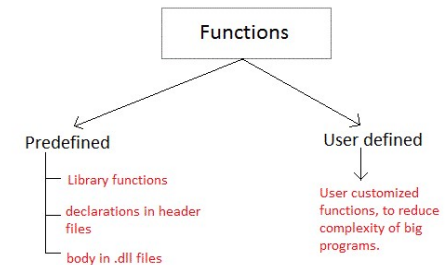 Functions
Predefined
Library functions
declarations in header
files
body in .dll files
User defined
User customized
functions, to reduce
complexity of big
programs.